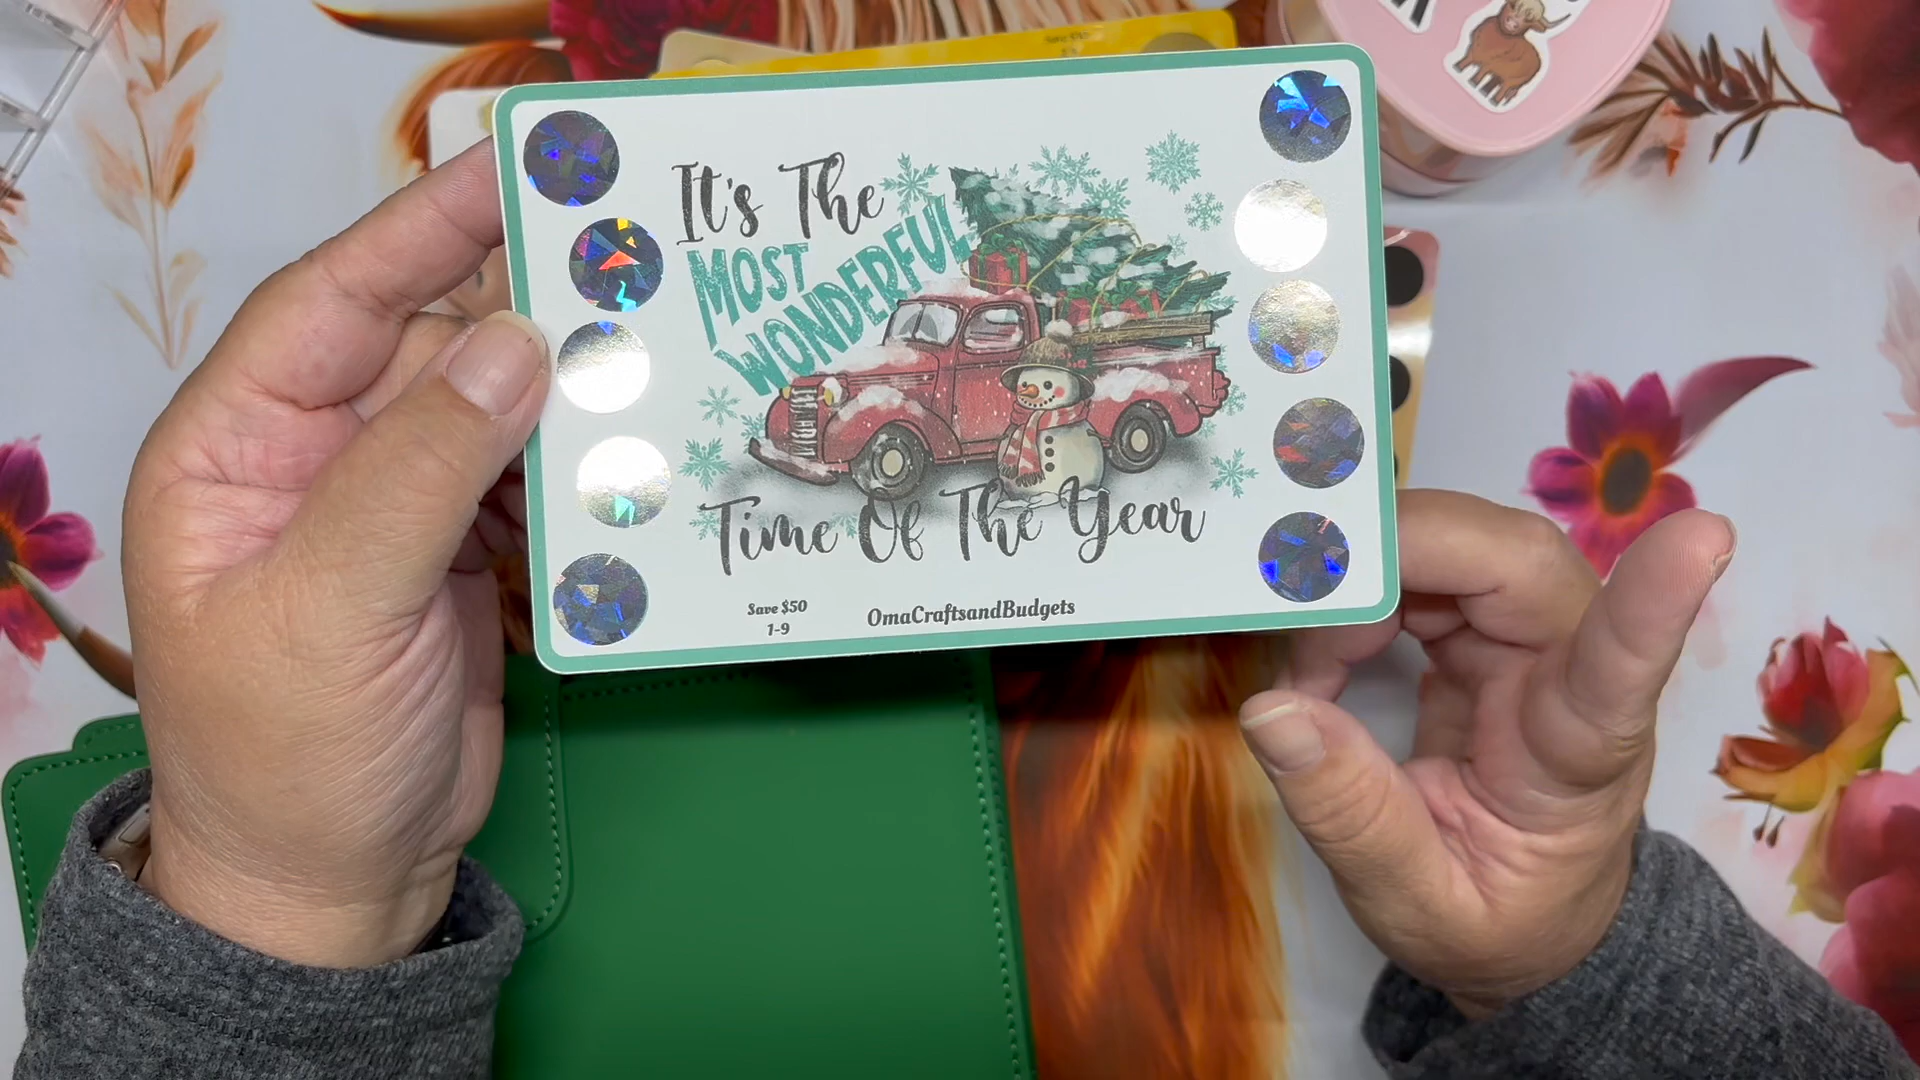 It's The
MOST
WONDERFUL
Time Of The Year
Save $50
1-9
OmaCraftsandBudgets